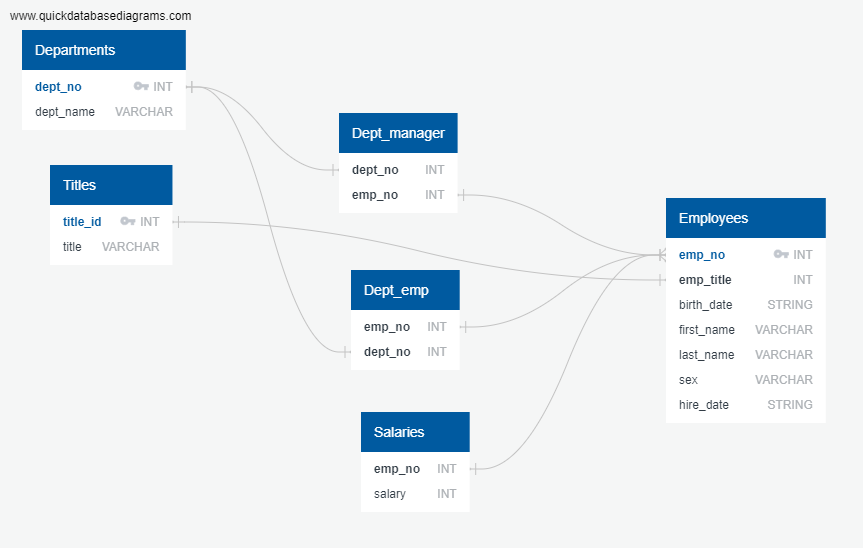 www.quickdatabasediagrams.com
Departments
dept_no INT
dept_name VARCHAR
Titles
title_id INT
title VARCHAR
Dept_manager
dept_no INT
emp_no INT
Dept_emp
emp_no INT
dept_no INT
Salaries
emp_no INT
salary INT
Employees
emp_no INT
emp_title INT
birth_date STRING
first_name VARCHAR
last_name VARCHAR
sex VARCHAR
hire_date STRING